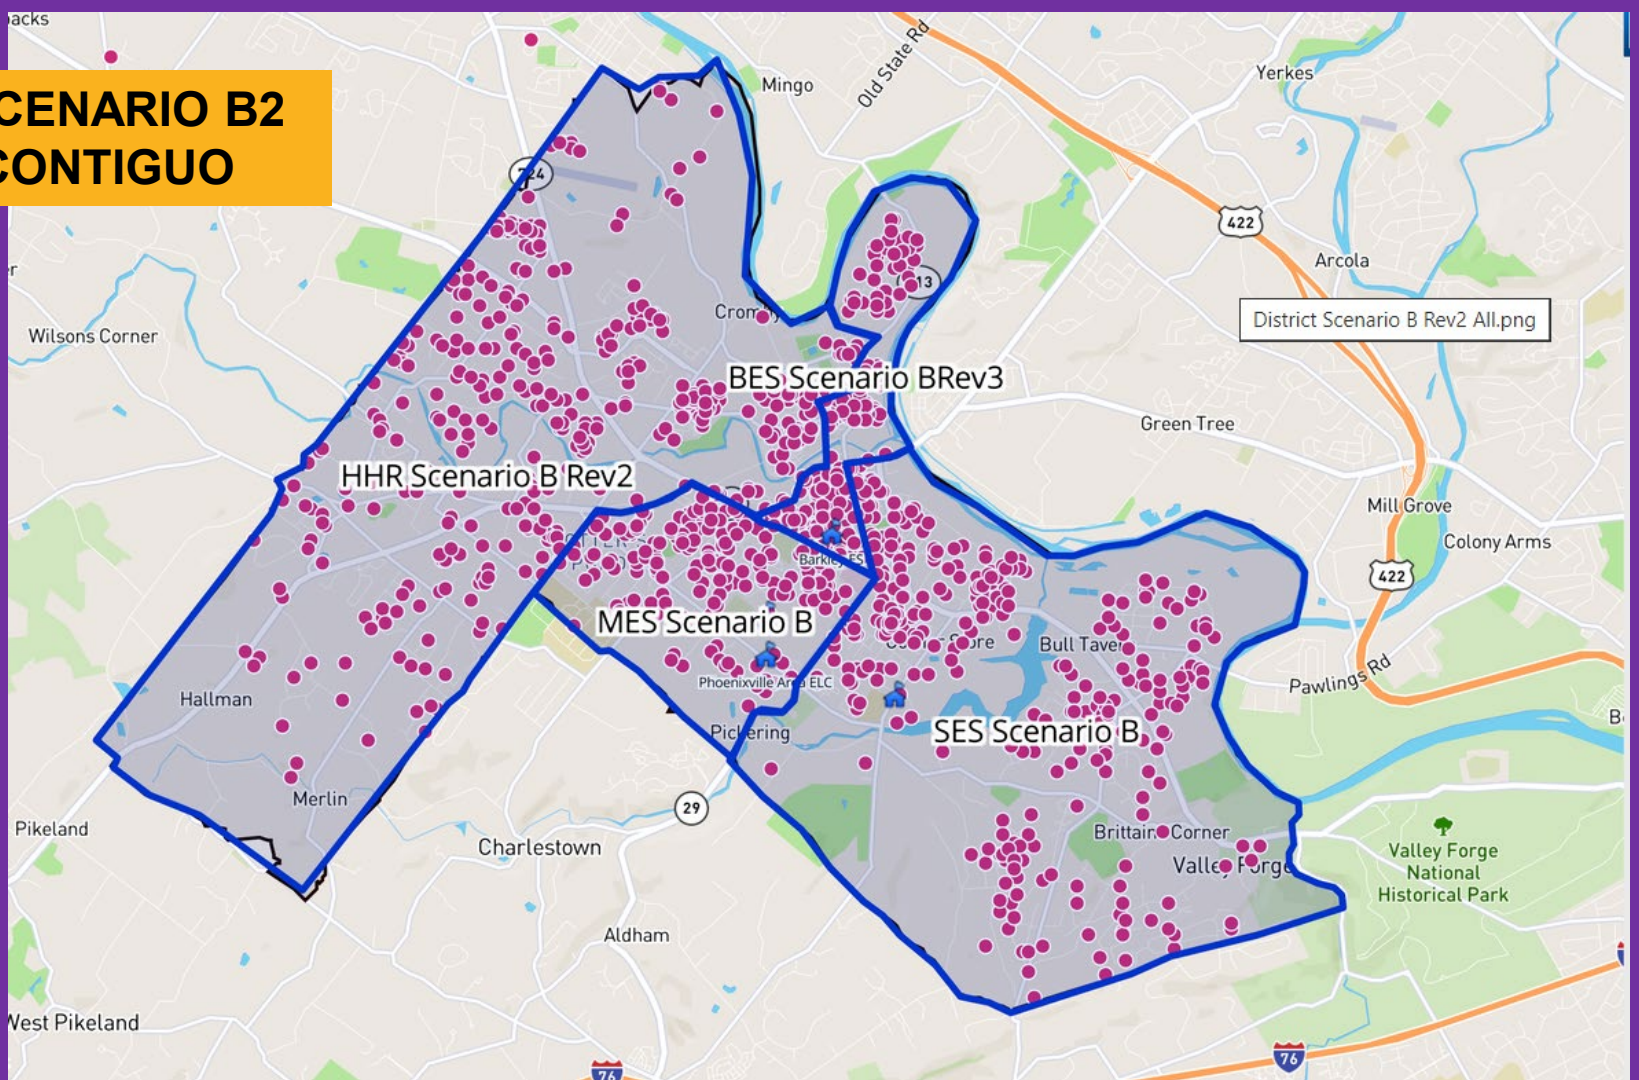 CENARIO B2
CONTIGUO
Mingo
Old State Rd
Yerkes
422
Arcola
District Scenario B Rev2 All.png
Wilsons Corner
BES Scenario BRev3
Green Tree
HHR Scenario B Rev2
Mill Grove
Colony Arms
422
MES Scenario B
Phoenixville Area ELC
Bull Taver
Pawlings Rd
Hallman
Pickering
SES Scenario B
Merlin
29
Pikeland
Charlestown
Brittain Corner
Valley Forge
Valley Forge
National
Historical Park
Aldham
West Pikeland
76
76